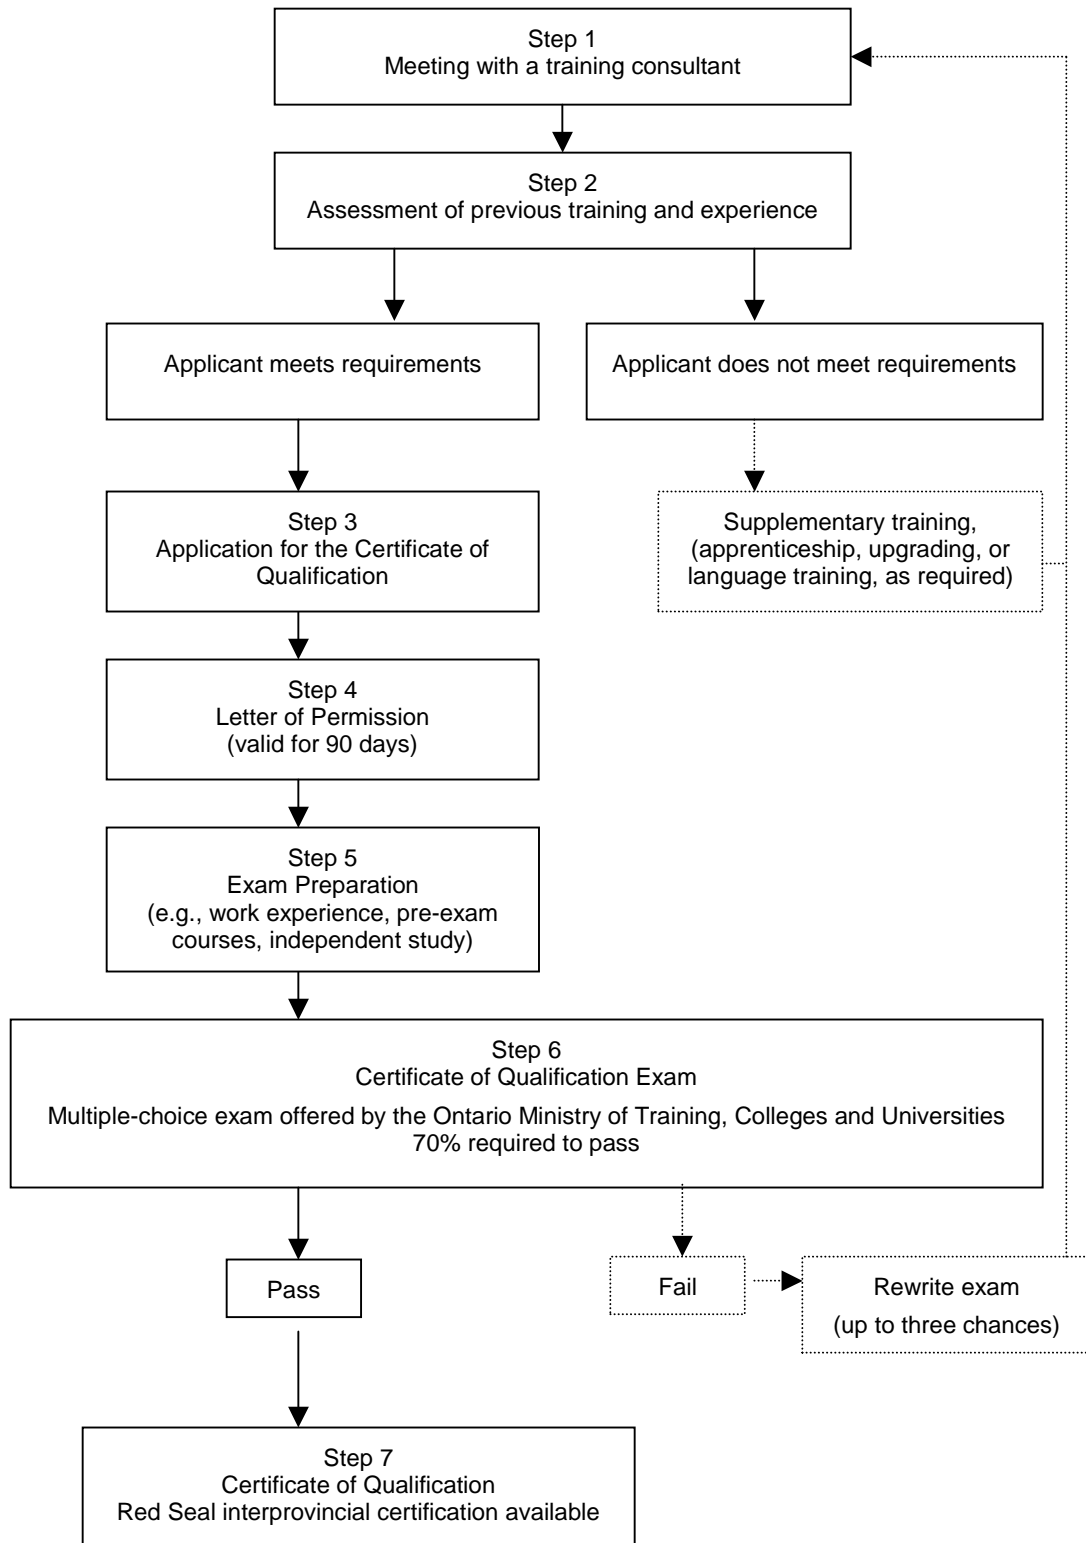 Step 1
Meeting with a training consultant
Step 2
Assessment of previous training and experience
Applicant meets requirements
Applicant does not meet requirements
Step 3
Application for the Certificate of
Qualification
Supplementary training,
(apprenticeship, upgrading, or
language training, as required)
Step 4
Letter of Permission
(valid for 90 days)
Step 5
Exam Preparation
(e.g., work experience, pre-exam
courses, independent study)
Step 6
Certificate of Qualification Exam
Multiple-choice exam offered by the Ontario Ministry of Training, Colleges and Universities
70% required to pass
Pass
Fail
Rewrite exam
(up to three chances)
Step 7
Certificate of Qualification
Red Seal interprovincial certification available